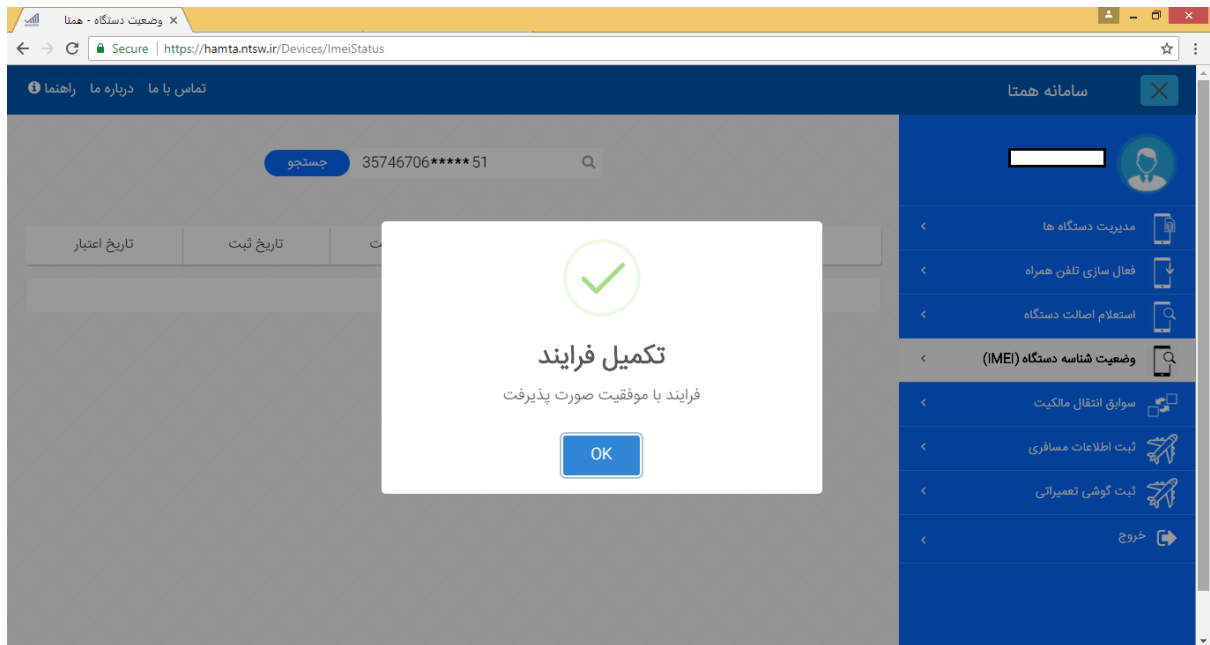 وضعیت دستگاه - همتا
Secure | https://hamta.ntsw.ir/Devices/ImeiStatus
سامانه همتا
تماس با ما درباره ما راهنما
35746706*****51 جستجو
تاریخ ثبت تاریخ اعتبار
تکمیل فرایند
فرایند با موفقیت صورت پذیرفت
OK
مدیریت دستگاه ها
فعال سازی تلفن همراه
استعلام اصالت دستگاه
وضعیت شناسه دستگاه (IMEI)
سوابق انتقال مالکیت
ثبت اطلاعات مسافری
ثبت گوشی تعمیراتی
خروج